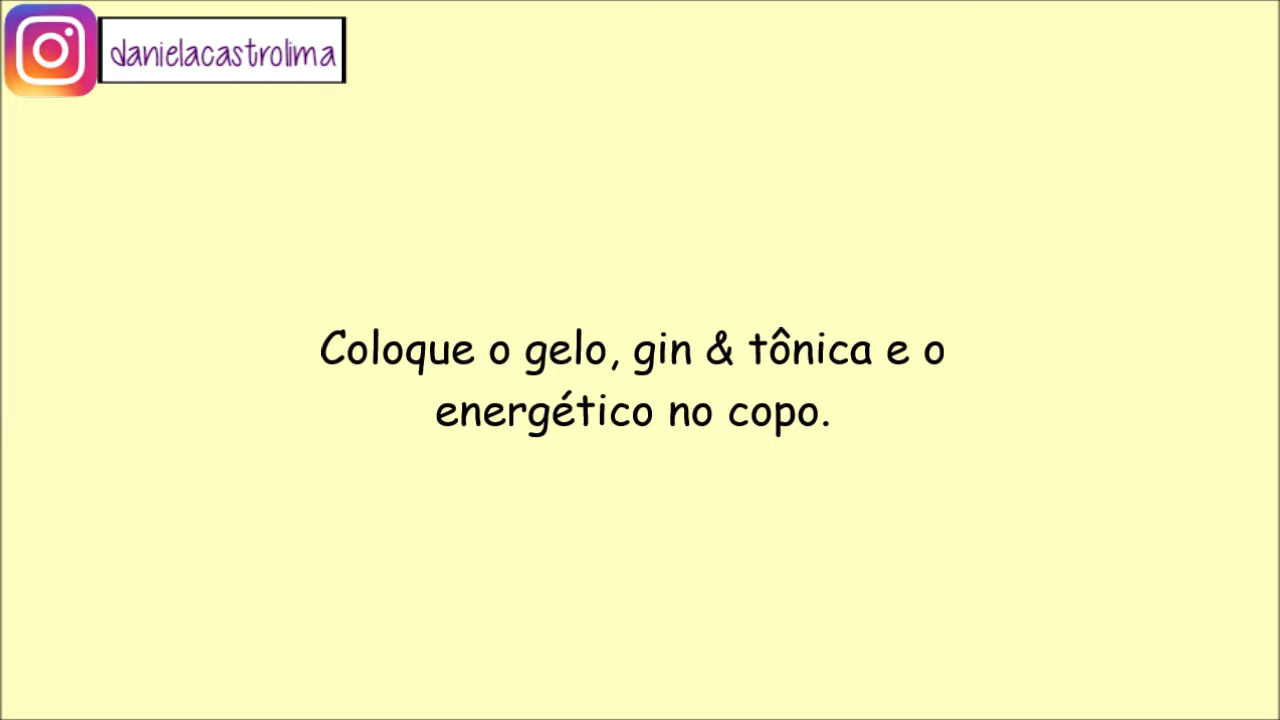 danielacastrolima
Coloque o gelo, gin & tônica e o
energético no copo.